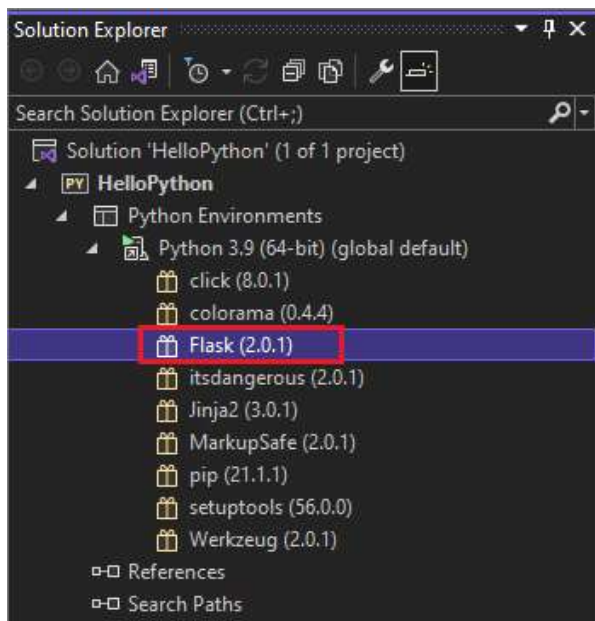 Solution Explorer
Search Solution Explorer (Ctrl+;)
Solution 'HelloPython' (1 of 1 project)
PY HelloPython
Python Environments
Python 3.9 (64-bit) (global default)
click (8.0.1)
colorama (0.4.4)
Flask (2.0.1)
itsdangerous (2.0.1)
Jinja2 (3.0.1)
MarkupSafe (2.0.1)
pip (21.1.1)
setuptools (56.0.0)
Werkzeug (2.0.1)
References
Search Paths